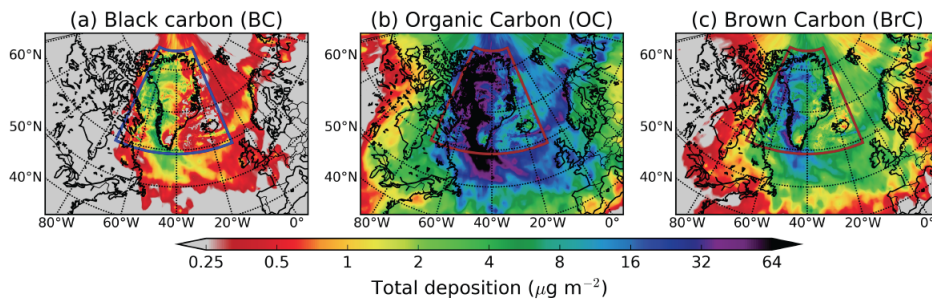 (a) Black carbon (BC) (b) Organic Carbon (OC) (c) Brown Carbon (BrC)
60°N 60°N 60°N
50°N 50°N 50°N
40°N 40°N 40°N
80°W 60°W 40°W 20°W 0° 80°W 60°W 40°W 20°W 0° 80°W 60°W 40°W 20°W 0°
0.25 0.5 1 2 4 8 16 32 64
Total deposition (μg m⁻²)